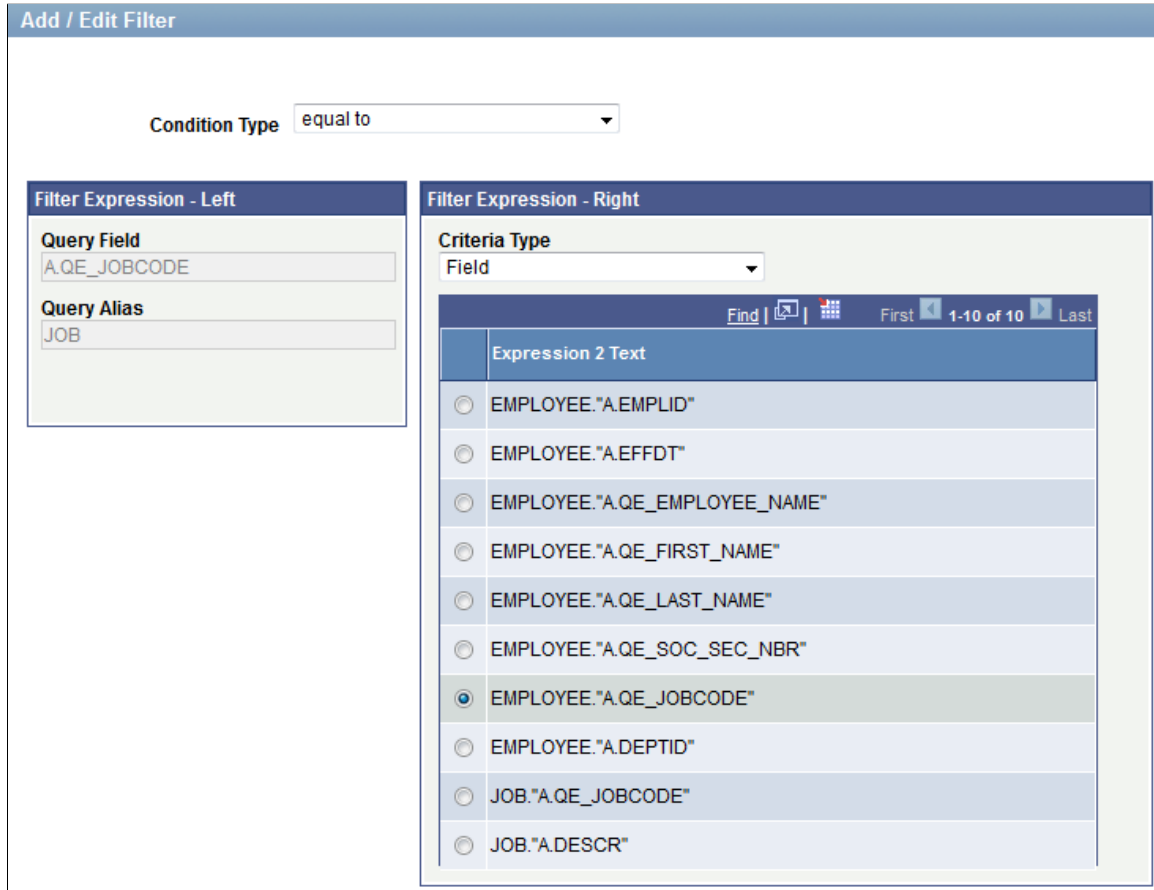 Add / Edit Filter
Condition Type equal to
Filter Expression - Left
Query Field
A.QE_JOBCODE
Query Alias
JOB
Filter Expression - Right
Criteria Type
Field
Find | | First 1-10 of 10 Last
Expression 2 Text
EMPLOYEE."A.EMPLID"
EMPLOYEE."A.EFFDT"
EMPLOYEE."A.QE_EMPLOYEE_NAME"
EMPLOYEE."A.QE_FIRST_NAME"
EMPLOYEE."A.QE_LAST_NAME"
EMPLOYEE."A.QE_SOC_SEC_NBR"
EMPLOYEE."A.QE_JOBCODE"
EMPLOYEE."A.DEPTID"
JOB."A.QE_JOBCODE"
JOB."A.DESCR"